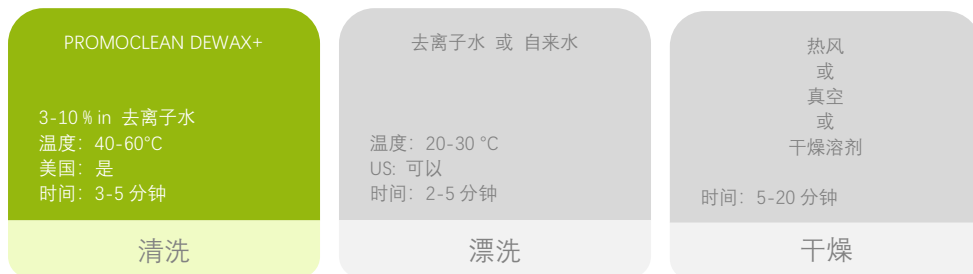 PROMOCLEAN DEWAX+
3-10 % in 去离子水
温度：40-60°C
美国：是
时间：3-5 分钟
清洗
去离子水 或 自来水
温度：20-30 °C
US: 可以
时间：2-5 分钟
漂洗
热风
或
真空
或
干燥溶剂
时间：5-20 分钟
干燥